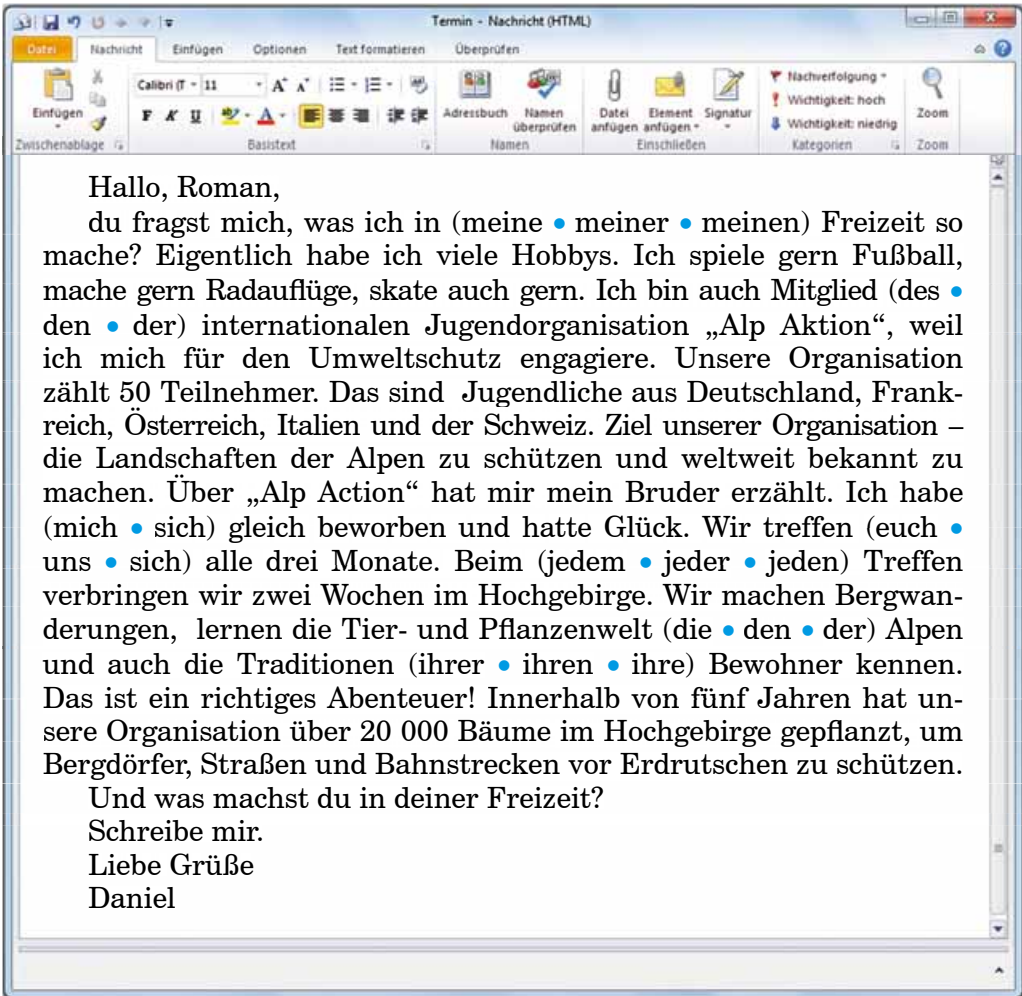 Termin - Nachricht (HTML)
Datei Nachricht Einfügen Optionen Text formatieren Überprüfen
Einfügen
Calibri (T 11
F K U
Adressbuch Namen überprüfen
Datei anfügen Element anfügen Signatur
Nachverfolgung
Wichtigkeit: hoch
Wichtigkeit: niedrig
Zoom
Zwischenablage Basistext Namen Einschließen Kategorien Zoom
Hallo, Roman,
du fragst mich, was ich in (meine • meiner • meinen) Freizeit so
mache? Eigentlich habe ich viele Hobbys. Ich spiele gern Fußball,
mache gern Radauflüge, skate auch gern. Ich bin auch Mitglied (des •
den • der) internationalen Jugendorganisation „Alp Aktion“, weil
ich mich für den Umweltschutz engagiere. Unsere Organisation
zählt 50 Teilnehmer. Das sind Jugendliche aus Deutschland, Frank-
reich, Österreich, Italien und der Schweiz. Ziel unserer Organisation –
die Landschaften der Alpen zu schützen und weltweit bekannt zu
machen. Über „Alp Action“ hat mir mein Bruder erzählt. Ich habe
(mich • sich) gleich beworben und hatte Glück. Wir treffen (euch •
uns • sich) alle drei Monate. Beim (jedem • jeder • jeden) Treffen
verbringen wir zwei Wochen im Hochgebirge. Wir machen Bergwan-
derungen, lernen die Tier- und Pflanzenwelt (die • den • der) Alpen
und auch die Traditionen (ihrer • ihren • ihre) Bewohner kennen.
Das ist ein richtiges Abenteuer! Innerhalb von fünf Jahren hat un-
sere Organisation über 20 000 Bäume im Hochgebirge gepflanzt, um
Bergdörfer, Straßen und Bahnstrecken vor Erdrutschen zu schützen.
Und was machst du in deiner Freizeit?
Schreibe mir.
Liebe Grüße
Daniel